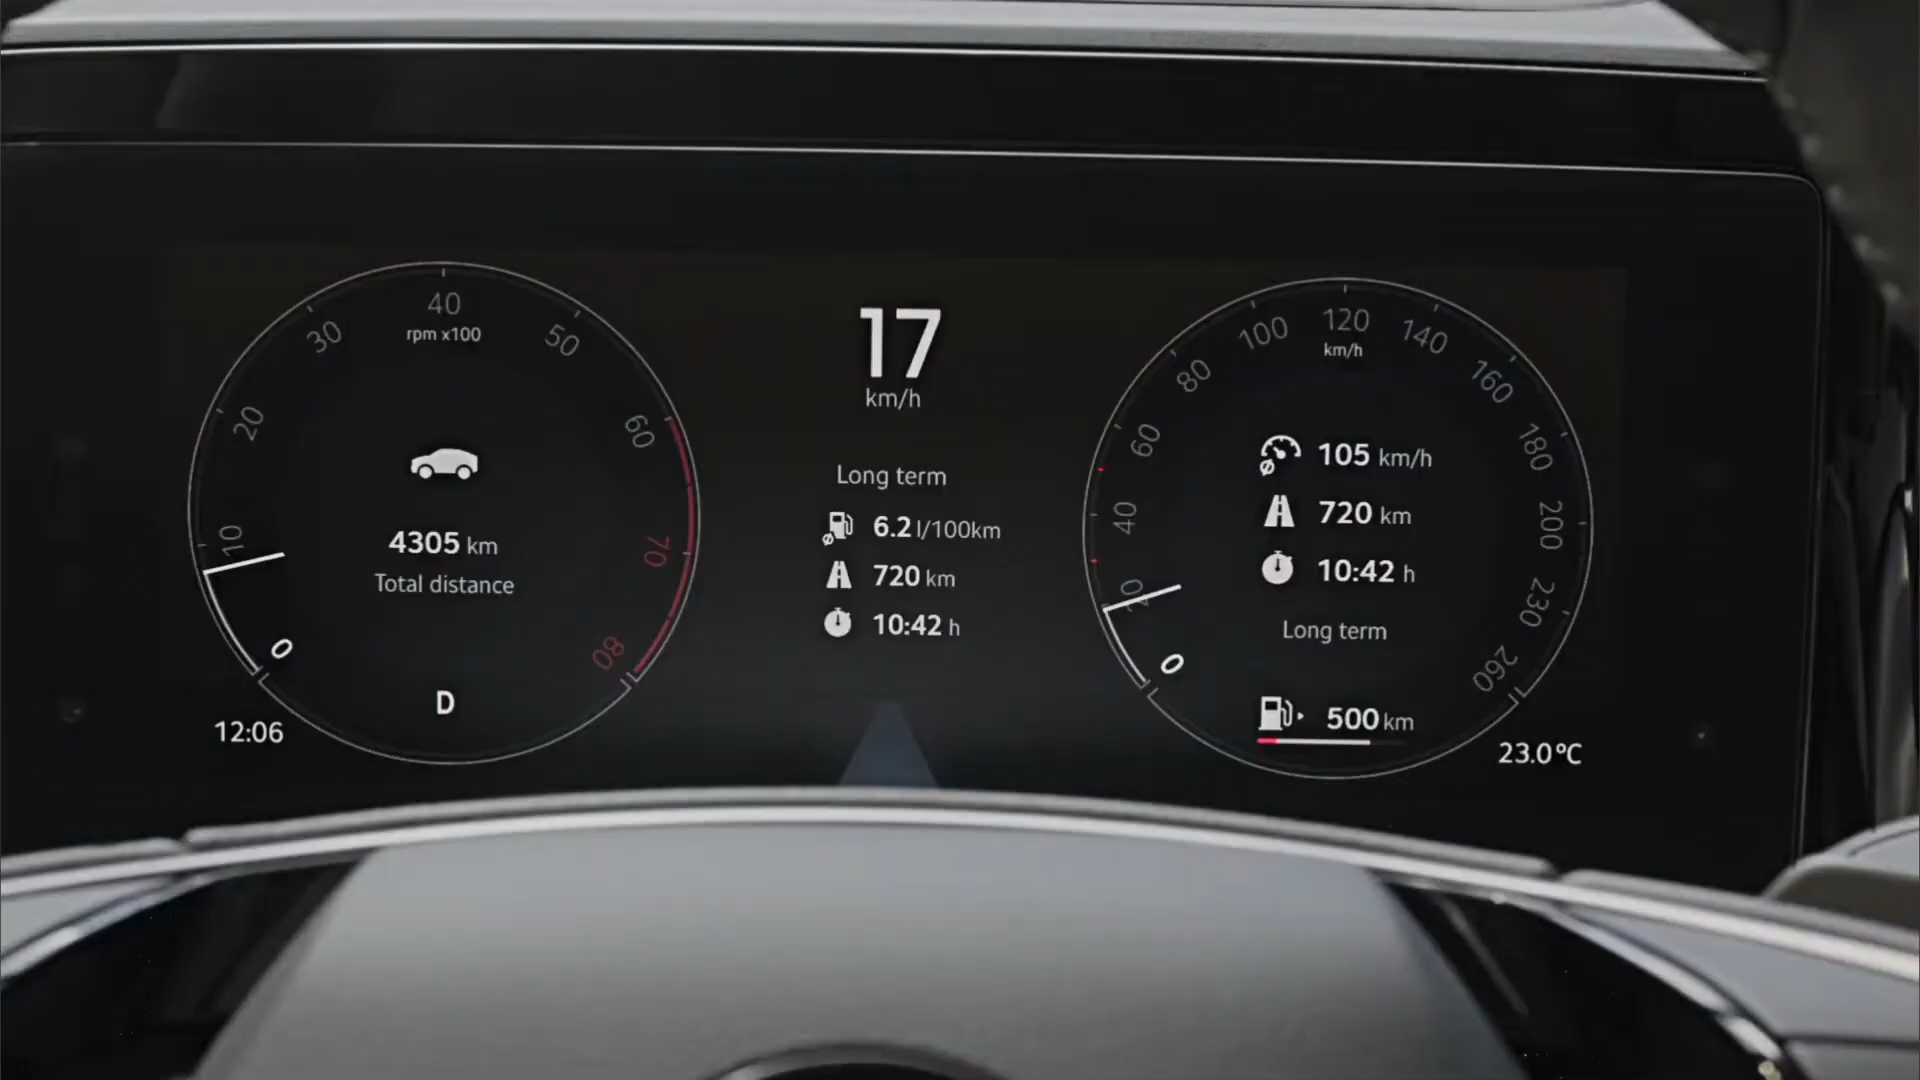 40
rpm x100
30
50
20
60
10
70
0
80
4305 km
Total distance
D
12:06
17
km/h
Long term
6.2 l/100km
720 km
10:42 h
120
km/h
100
140
80
160
60
180
40
200
20
230
0
260
105 km/h
720 km
10:42 h
Long term
500 km
23.0°C